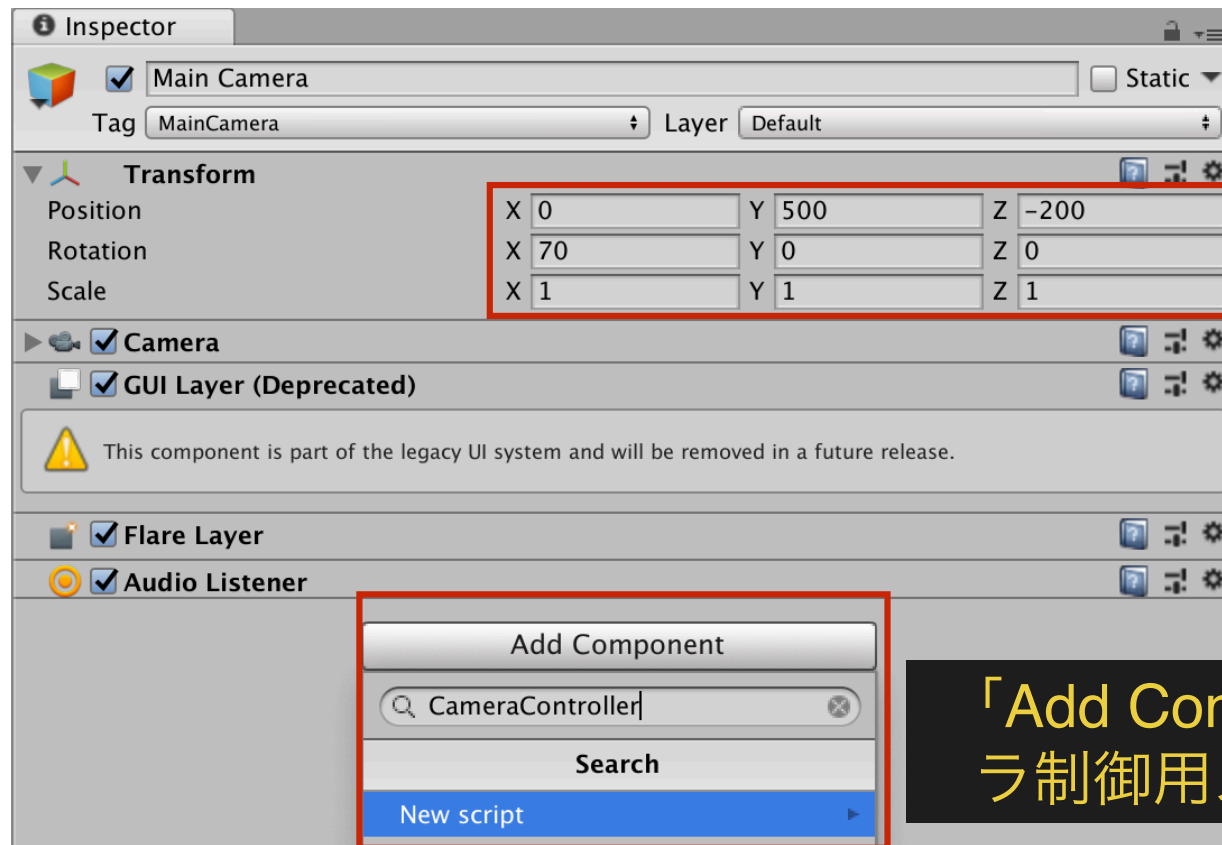 Inspector
Main Camera Static
Tag MainCamera Layer Default
Transform
Position X 0 Y 500 Z -200
Rotation X 70 Y 0 Z 0
Scale X 1 Y 1 Z 1
Camera
GUI Layer (Deprecated)
This component is part of the legacy UI system and will be removed in a future release.
Flare Layer
Audio Listener
Add Component
CameraController
Search
New script
「Add Con
ラ制御用